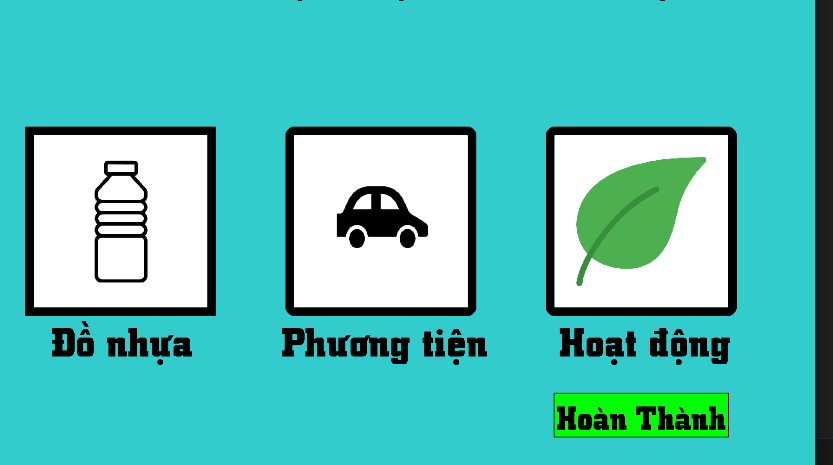 Đồ nhựa
Phương tiện
Hoạt động
Hoàn Thành